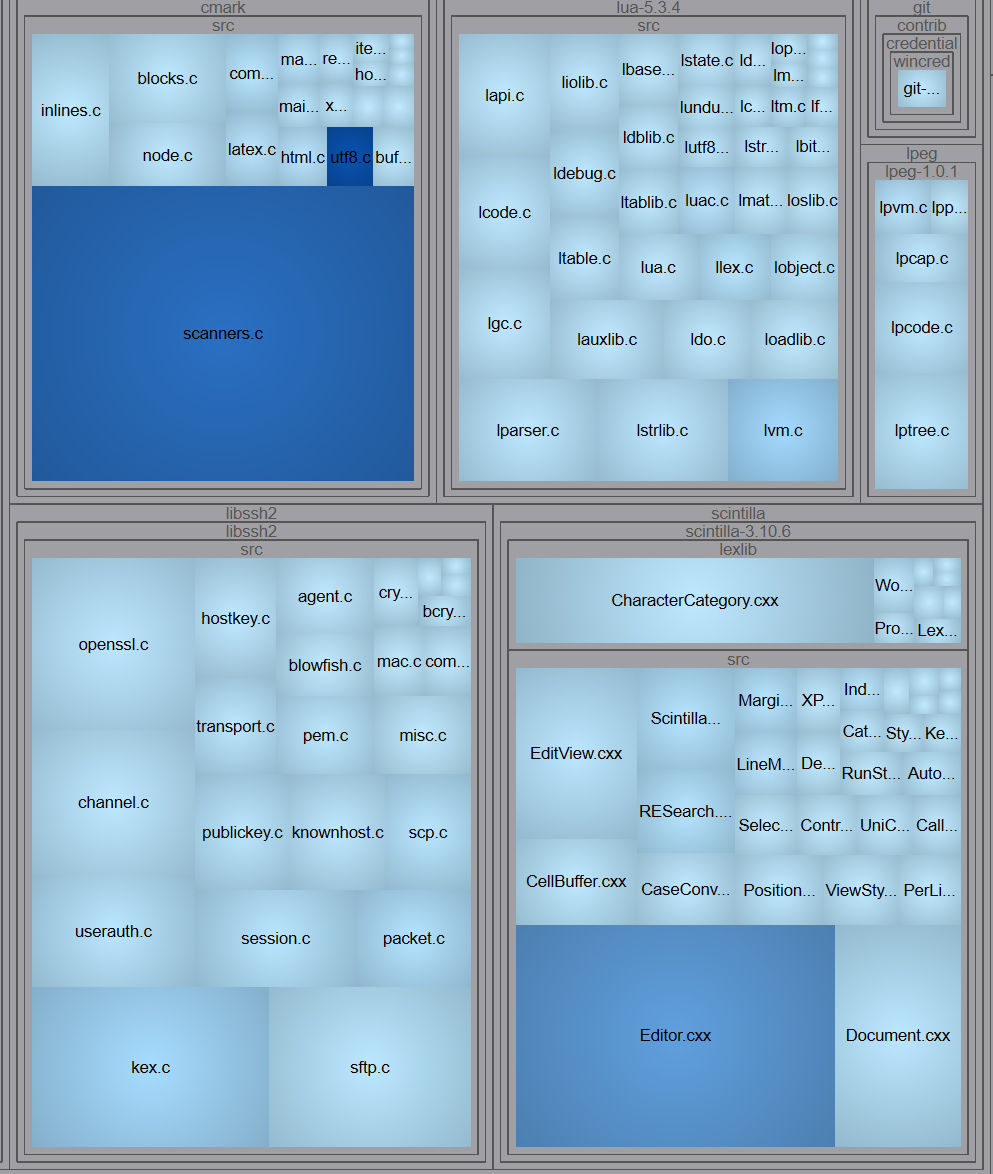 cmark
src
inlines.c
blocks.c
com...
ma...
re...
ite...
ho...
mai...
x...
node.c
latex.c
html.c
utf8.c
buf...
scanners.c
lua-5.3.4
src
lapi.c
liolib.c
lbase...
lstate.c
ld...
lop...
lm...
lundu...
lc...
ltm.c
lf...
ldblib.c
lutf8...
lstr...
lbit...
lcode.c
ldebug.c
ltablib.c
luac.c
lmat...
loslib.c
ltable.c
lua.c
llex.c
lobject.c
lgc.c
lauxlib.c
ldo.c
loadlib.c
lparser.c
lstrlib.c
lvm.c
git
contrib
credential
wincred
git-...
lpeg
lpeg-1.0.1
lpvm.c
lpp...
lpcap.c
lpcode.c
lptree.c
libssh2
libssh2
src
openssl.c
hostkey.c
agent.c
cry...
bcry...
blowfish.c
mac.c
com...
transport.c
pem.c
misc.c
channel.c
publickey.c
knownhost.c
scp.c
userauth.c
session.c
packet.c
kex.c
sftp.c
scintilla
scintilla-3.10.6
lexlib
CharacterCategory.cxx
Wo...
Pro...
Lex...
src
EditView.cxx
Scintilla...
Margi...
XP...
Ind...
Cat...
Sty...
Ke...
LineM...
De...
RunSt...
Auto...
RESearch....
Selec...
Contr...
UniC...
Call...
CellBuffer.cxx
CaseConv...
Position...
ViewSty...
PerLi...
Editor.cxx
Document.cxx